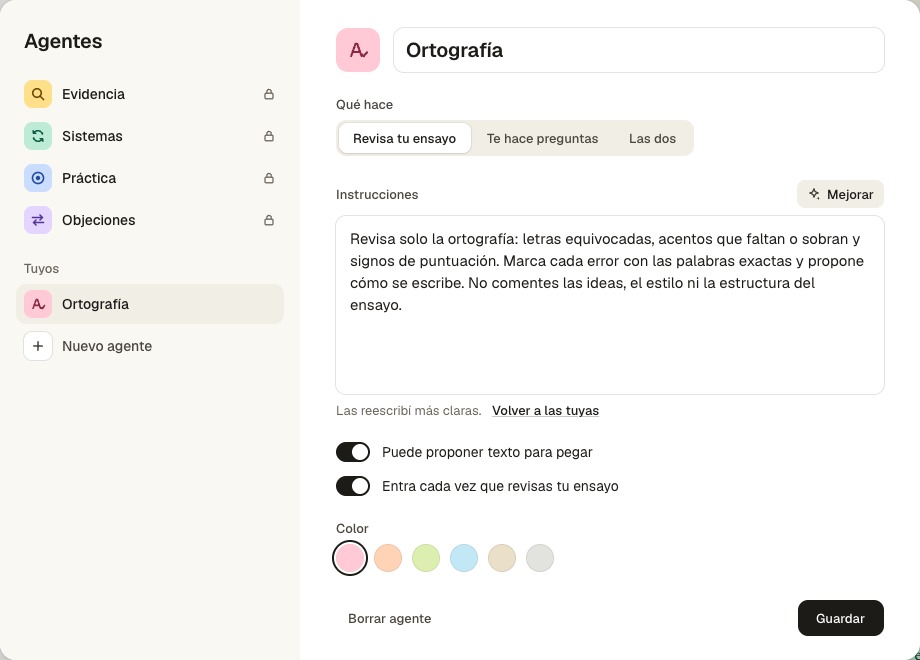 Agentes
Evidencia
Sistemas
Práctica
Objeciones
Tuyos
Ortografía
Nuevo agente
Ortografía
Qué hace
Revisa tu ensayo
Te hace preguntas
Las dos
Instrucciones
Mejorar
Revisa solo la ortografía: letras equivocadas, acentos que faltan o sobran y
signos de puntuación. Marca cada error con las palabras exactas y propone
cómo se escribe. No comentes las ideas, el estilo ni la estructura del
ensayo.
Las reescribí más claras. Volver a las tuyas
Puede proponer texto para pegar
Entra cada vez que revisas tu ensayo
Color
Borrar agente
Guardar